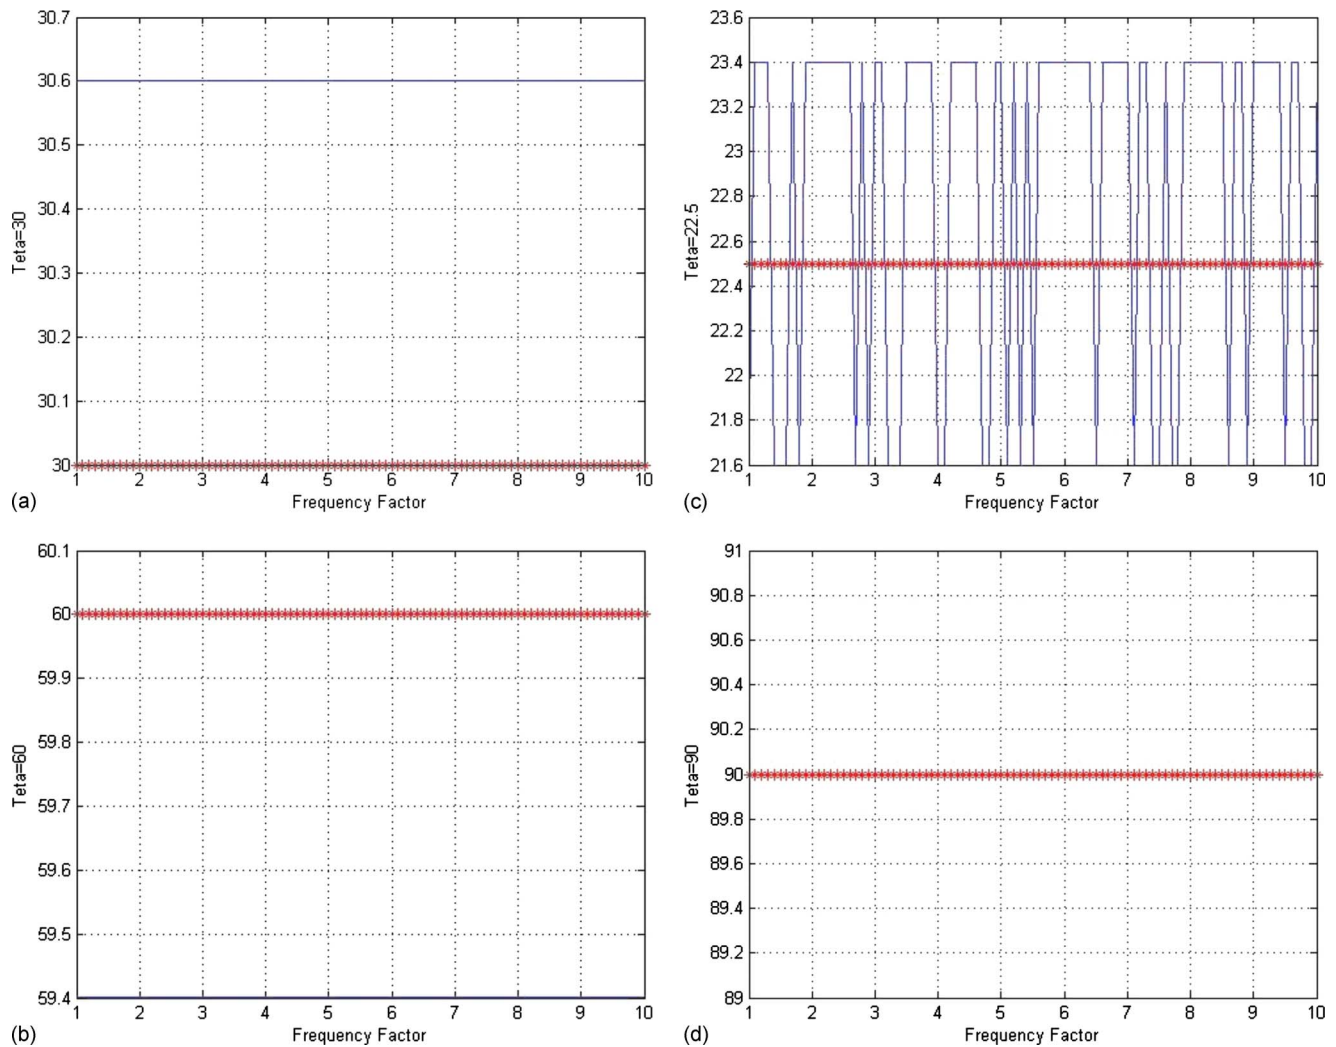 30.7
30.6
30.5
30.4
30.3
30.2
30.1
30
Teta=30
1 2 3 4 5 6 7 8 9 10
Frequency Factor
(a)
23.6
23.4
23.2
23
22.8
22.6
22.4
22.2
22
21.8
21.6
Teta=22.5
1 2 3 4 5 6 7 8 9 10
Frequency Factor
(c)
60.1
60
59.9
59.8
59.7
59.6
59.5
59.4
Teta=60
1 2 3 4 5 6 7 8 9 10
Frequency Factor
(b)
91
90.8
90.6
90.4
90.2
90
89.8
89.6
89.4
89.2
89
Teta=90
1 2 3 4 5 6 7 8 9 10
Frequency Factor
(d)